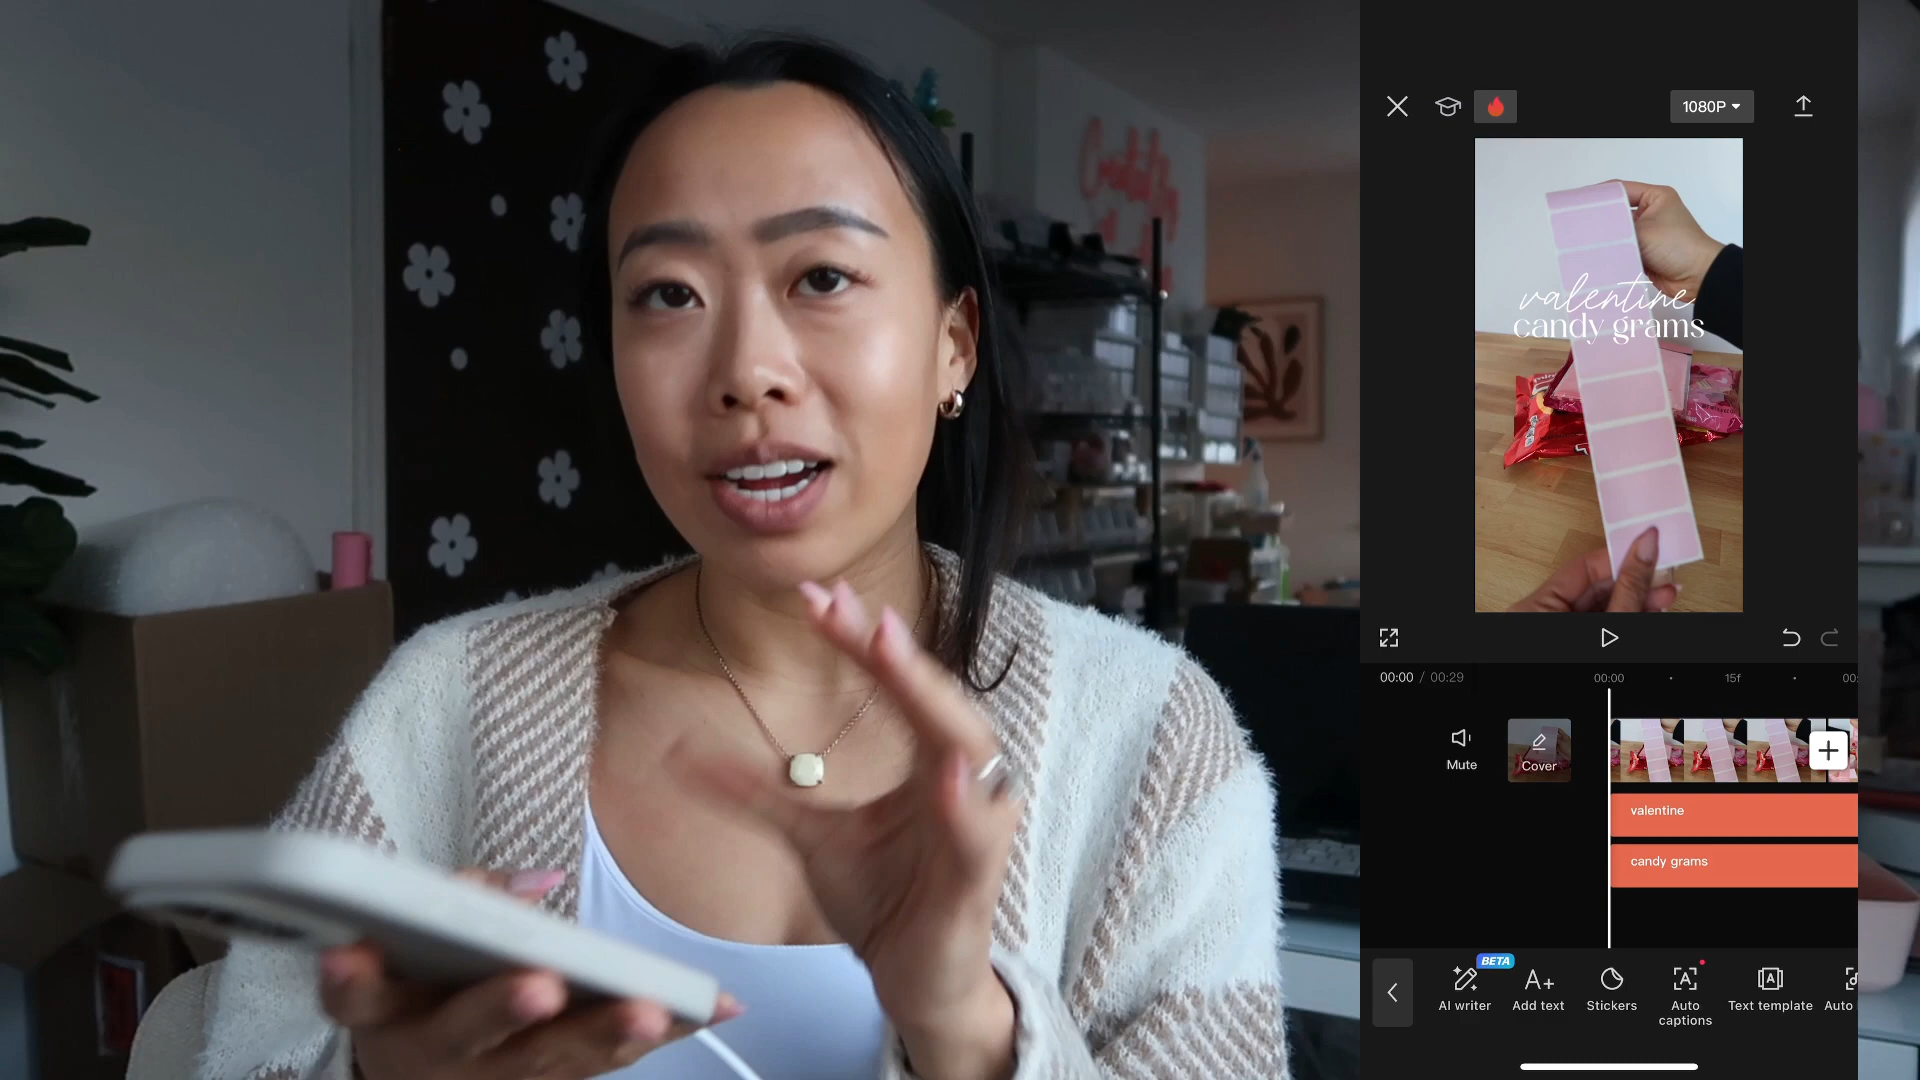 1080P
valentine
candy grams
00:00 / 00:29
00:00
15f
00:
Mute
Cover
valentine
candy grams
BETA
AI writer
Add text
Stickers
Auto captions
Text template
Auto